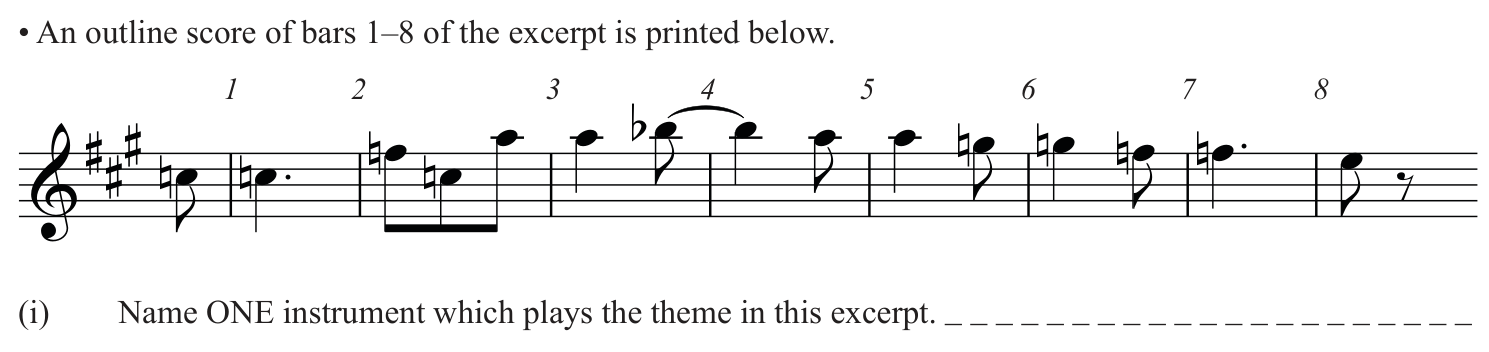 • An outline score of bars 1–8 of the excerpt is printed below.
1 2 3 4 5 6 7 8
(i) Name ONE instrument which plays the theme in this excerpt. _ _ _ _ _ _ _ _ _ _ _ _ _ _ _ _ _ _ _ _ _